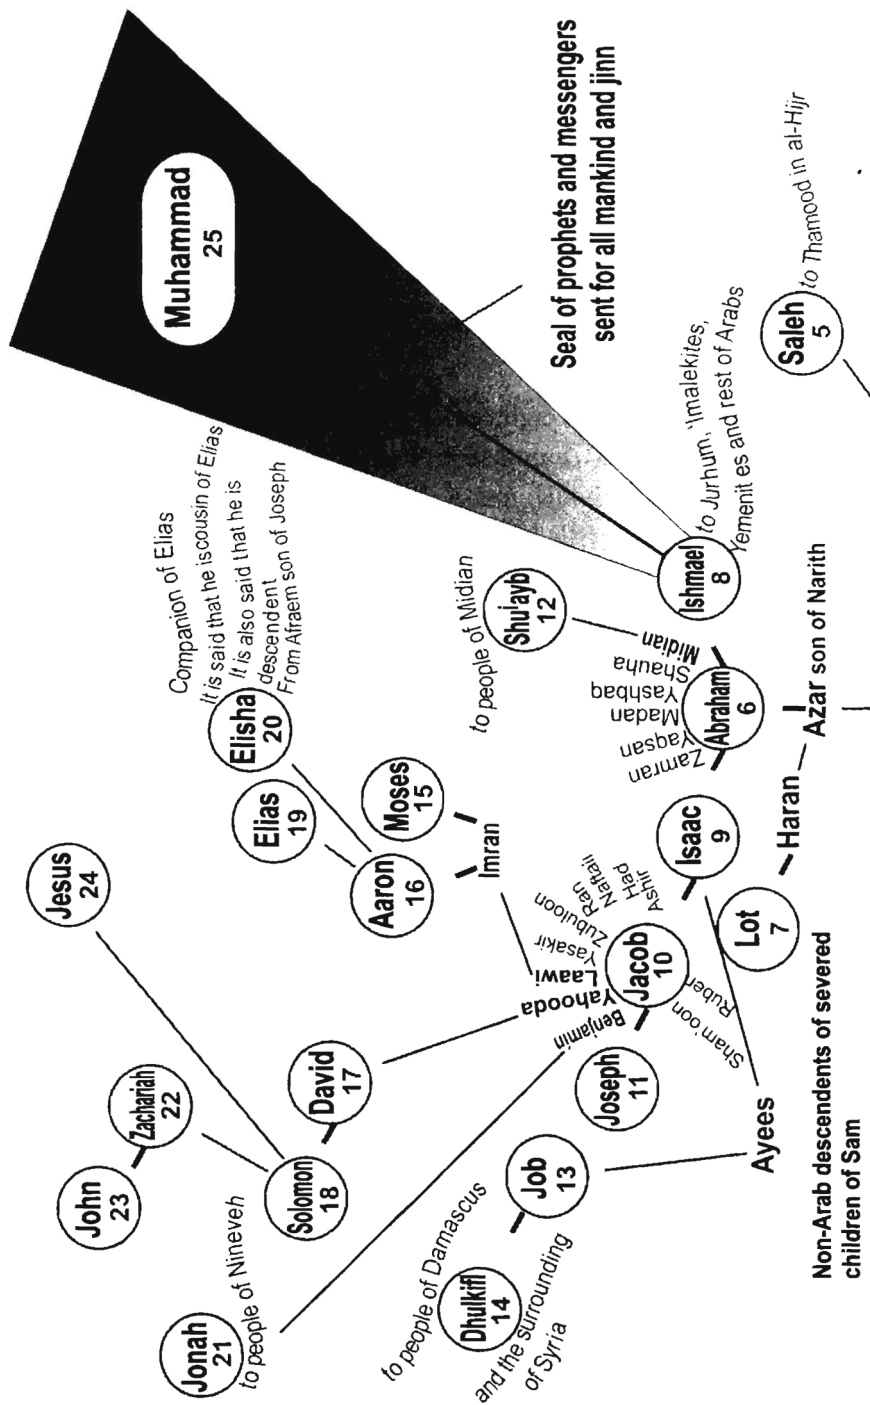 Muhammad
25
Seal of prophets and messengers
sent for all mankind and jinn
Companion of Elias
It is said that he iscousin of Elias
It is also said that he is
descendent
From Afraem son of Joseph
Elisha
20
Elias
19
Jesus
24
John
23
Zachariah
22
Jonah
21
to people of Nineveh
Solomon
18
David
17
Aaron
16
Moses
15
Imran
to people of Midian
Shu'ayb
12
Saleh
5
to Thamood in al-Hijr
Ishmael
8
to Jurhum, 'Imalekites,
Yemenit es and rest of Arabs
Midian
Shauha
Yashbaq
Madan
Yaqsan
Zamran
Abraham
6
Azar son of Narith
Haran
Isaac
9
Lot
7
Jacob
10
Ashir
Had
Naftaii
Ran
Zubuloon
Yasakir
Laawi
Yahooda
Benjamin
Sham'oon
Ruber
Joseph
11
Job
13
Dhulkifl
14
to people of Damascus
and the surrounding
of Syria
Ayees
Non-Arab descendents of severed
children of Sam